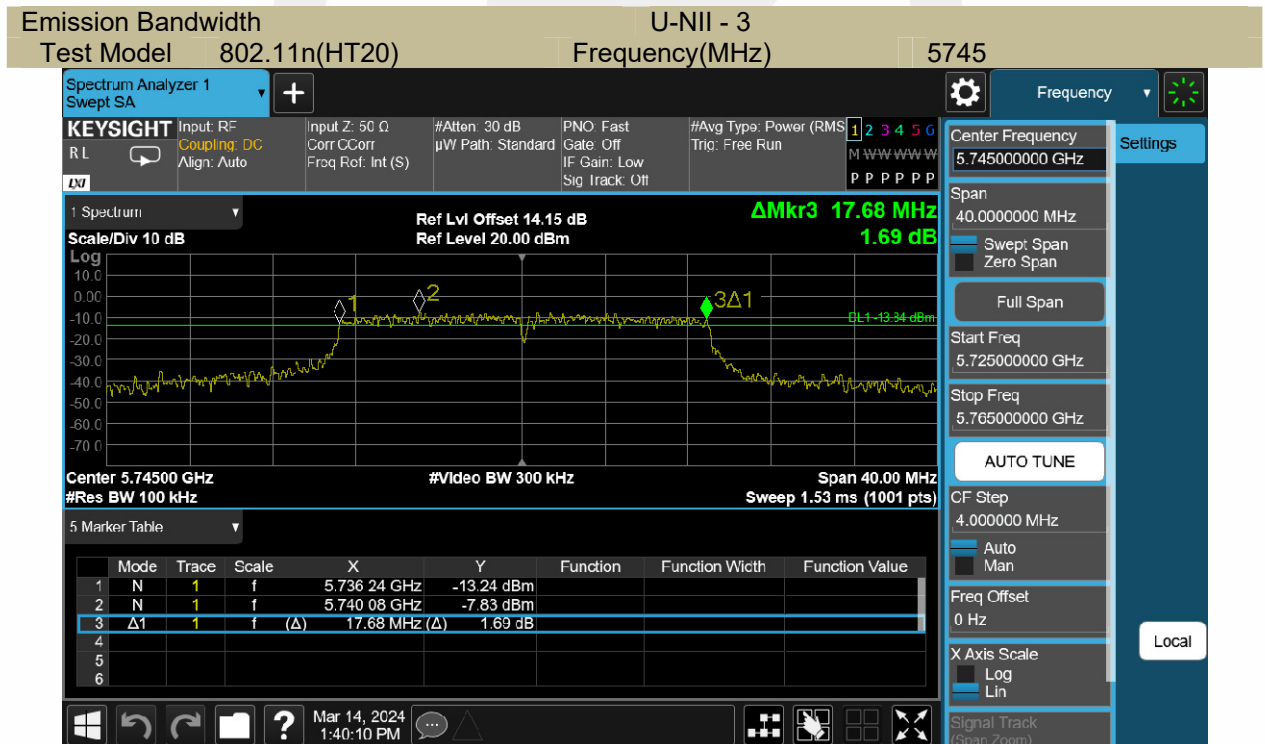 Emission Bandwidth U-NII - 3
Test Model 802.11n(HT20) Frequency(MHz) 5745
Spectrum Analyzer 1
Swept SA
+
Frequency
KEYSIGHT
RL
LXI
Input: RF
Coupling: DC
Align: Auto
Input Z: 50 Ω
Corr CCorr
Freq Ref: Int (S)
#Atten: 30 dB
µW Path: Standard
PNO: Fast
Gate: Off
IF Gain: Low
Sig Track: Off
#Avg Type: Power (RMS
Trig: Free Run
1 2 3 4 5 6
M W W W W W
P P P P P P
Center Frequency
5.745000000 GHz
Settings
Span
40.0000000 MHz
Swept Span
Zero Span
Full Span
Start Freq
5.725000000 GHz
Stop Freq
5.765000000 GHz
AUTO TUNE
CF Step
4.000000 MHz
Auto
Man
Freq Offset
0 Hz
X Axis Scale
Log
Lin
Signal Track
(Span Zoom)
Local
1 Spectrum
Scale/Div 10 dB
Ref Lvl Offset 14.15 dB
Ref Level 20.00 dBm
ΔMkr3 17.68 MHz
1.69 dB
Log
10.0
0.00
-10.0
-20.0
-30.0
-40.0
-50.0
-60.0
-70.0
1
2
3Δ1
DL1 -13.34 dBm
Center 5.74500 GHz #Video BW 300 kHz Span 40.00 MHz
#Res BW 100 kHz Sweep 1.53 ms (1001 pts)
5 Marker Table
Mode Trace Scale X Y Function Function Width Function Value
1 N 1 f 5.736 24 GHz -13.24 dBm
2 N 1 f 5.740 08 GHz -7.83 dBm
3 Δ1 1 f (Δ) 17.68 MHz (Δ) 1.69 dB
4
5
6
?
Mar 14, 2024
1:40:10 PM